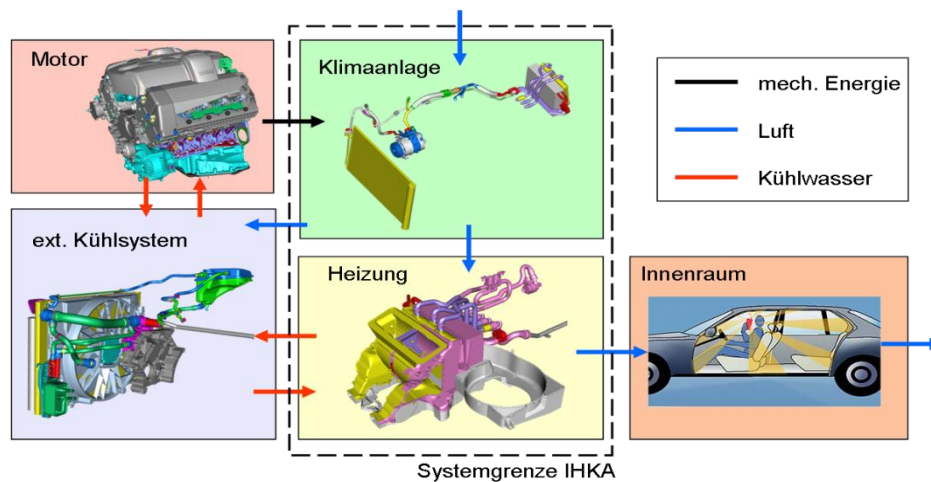 Motor
Klimaanlage
mech. Energie
Luft
Kühlwasser
ext. Kühlsystem
Heizung
Innenraum
Systemgrenze IHKA